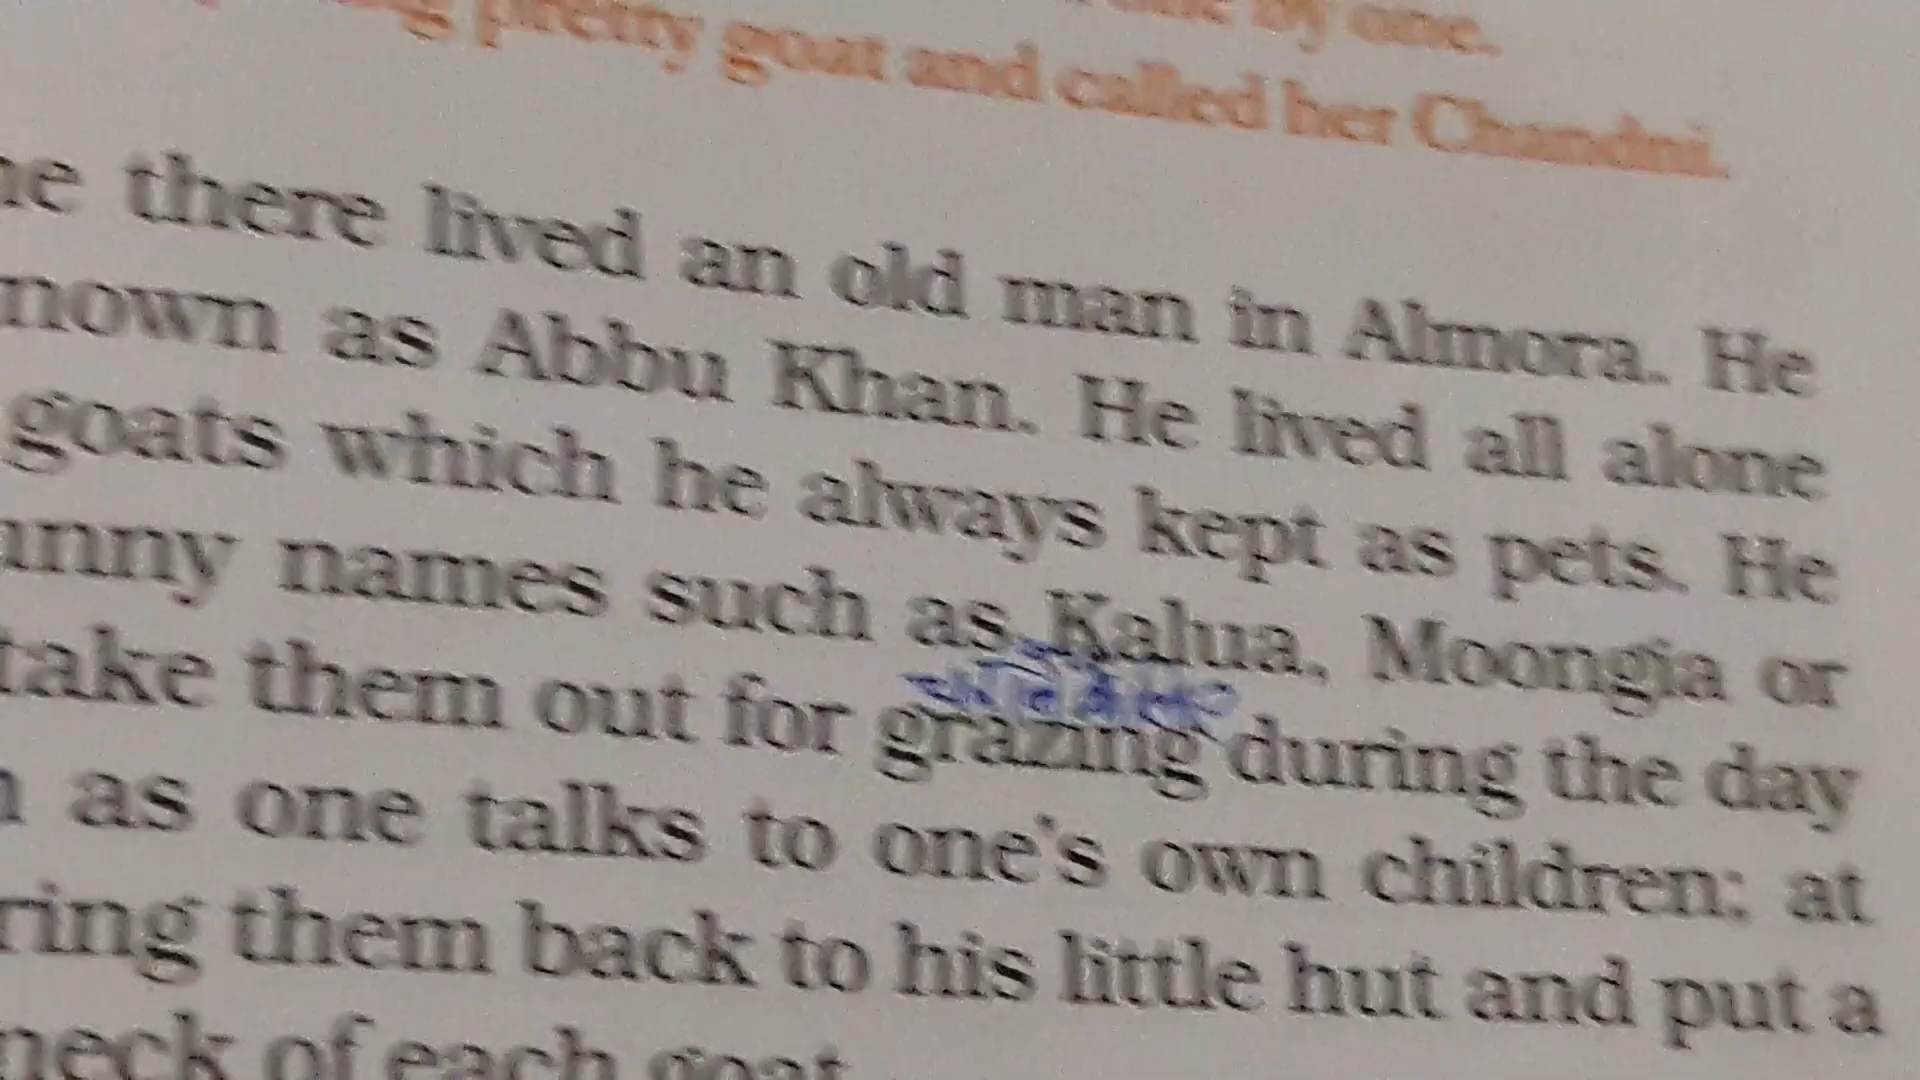 by one.
pretty goat and called her Chandni.
there lived an old man in Almora. He
nown as Abbu Khan. He lived all alone
goats which he always kept as pets. He
unny names such as Kalua, Moongia or
take them out for grazing during the day
as one talks to one's own children; at
ring them back to his little hut and put a
neck of each goat.